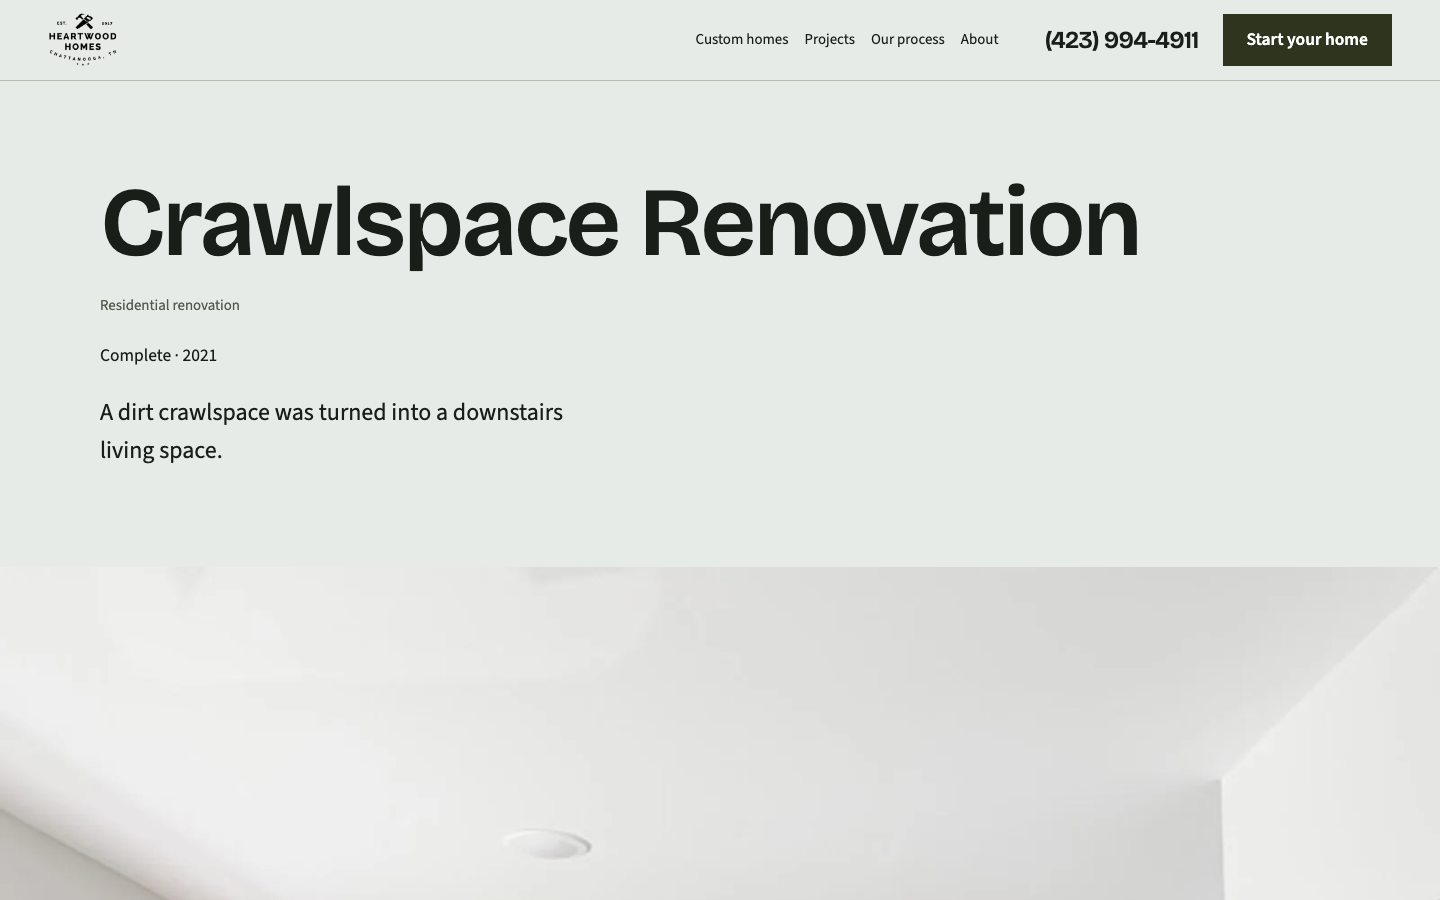 EST. 2017
HEARTWOOD
HOMES
CHATTANOOGA, TN
Custom homes Projects Our process About (423) 994-4911 Start your home
Crawlspace Renovation
Residential renovation
Complete · 2021
A dirt crawlspace was turned into a downstairs
living space.